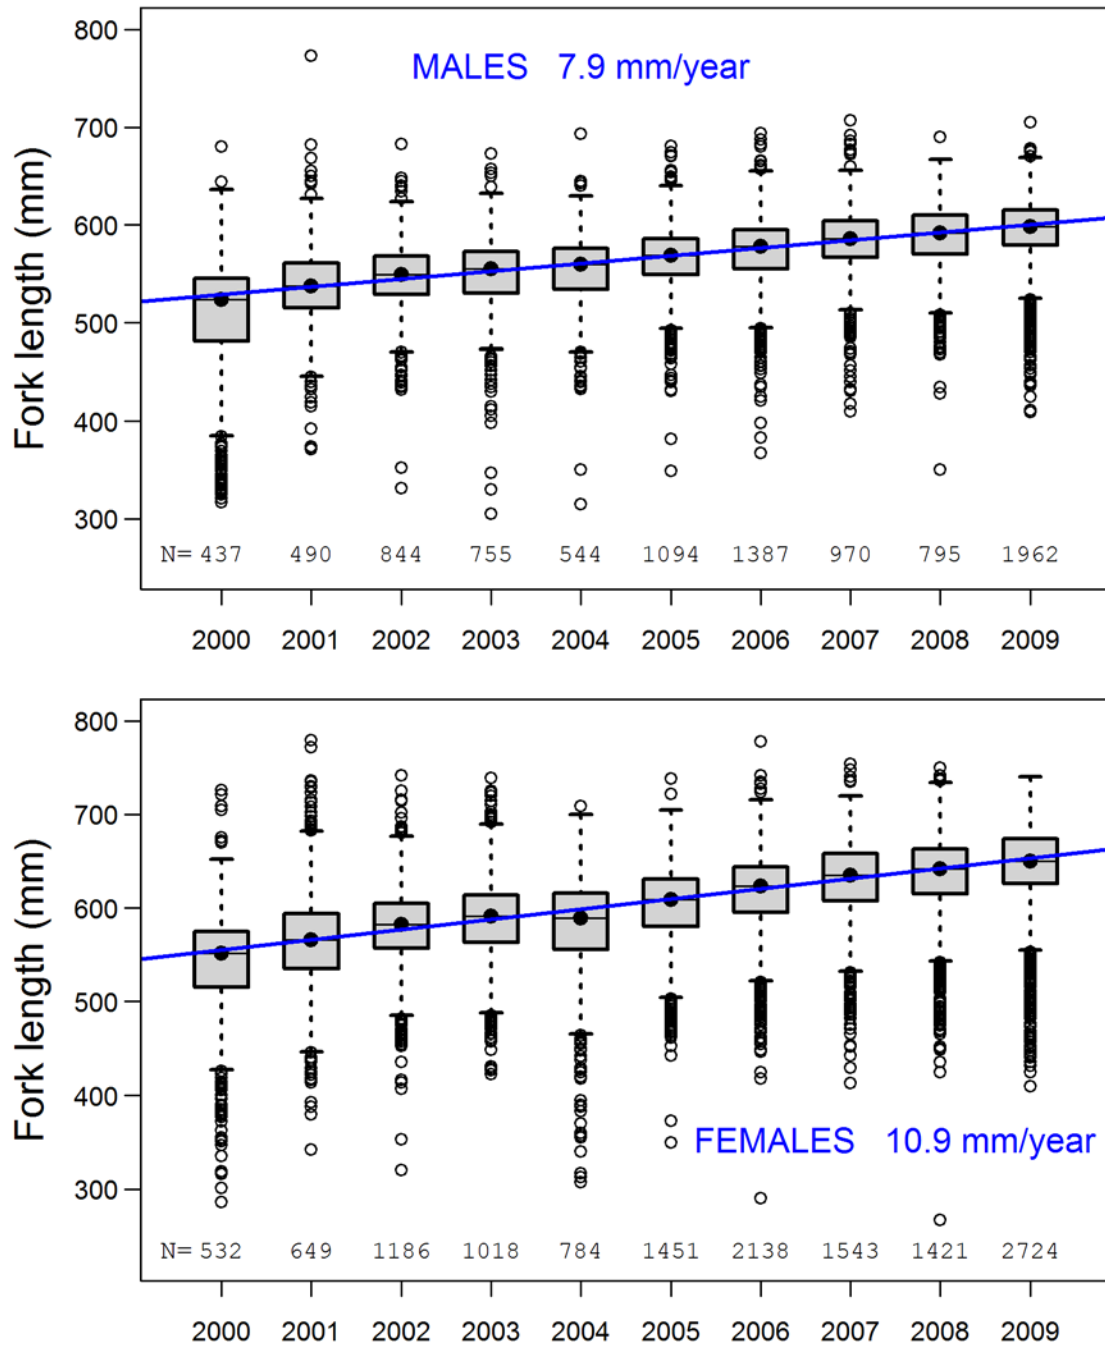 MALES 7.9 mm/year
Fork length (mm)
800
700
600
500
400
300
N= 437 490 844 755 544 1094 1387 970 795 1962
2000 2001 2002 2003 2004 2005 2006 2007 2008 2009
Fork length (mm)
800
700
600
500
400
300
FEMALES 10.9 mm/year
N= 532 649 1186 1018 784 1451 2138 1543 1421 2724
2000 2001 2002 2003 2004 2005 2006 2007 2008 2009